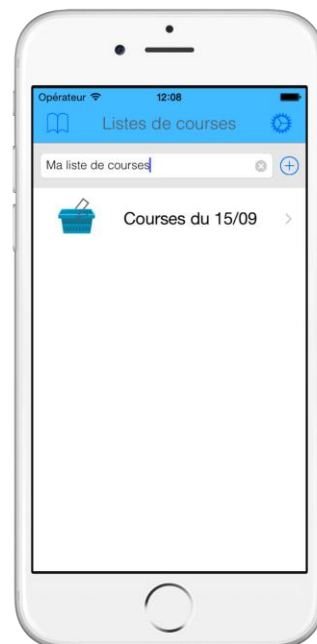 Opérateur 12:08
Listes de courses
Ma liste de courses
Courses du 15/09